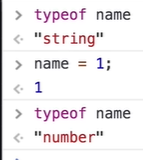 > typeof name
<· "string"
> name = 1;
<· 1
> typeof name
<· "number"
>